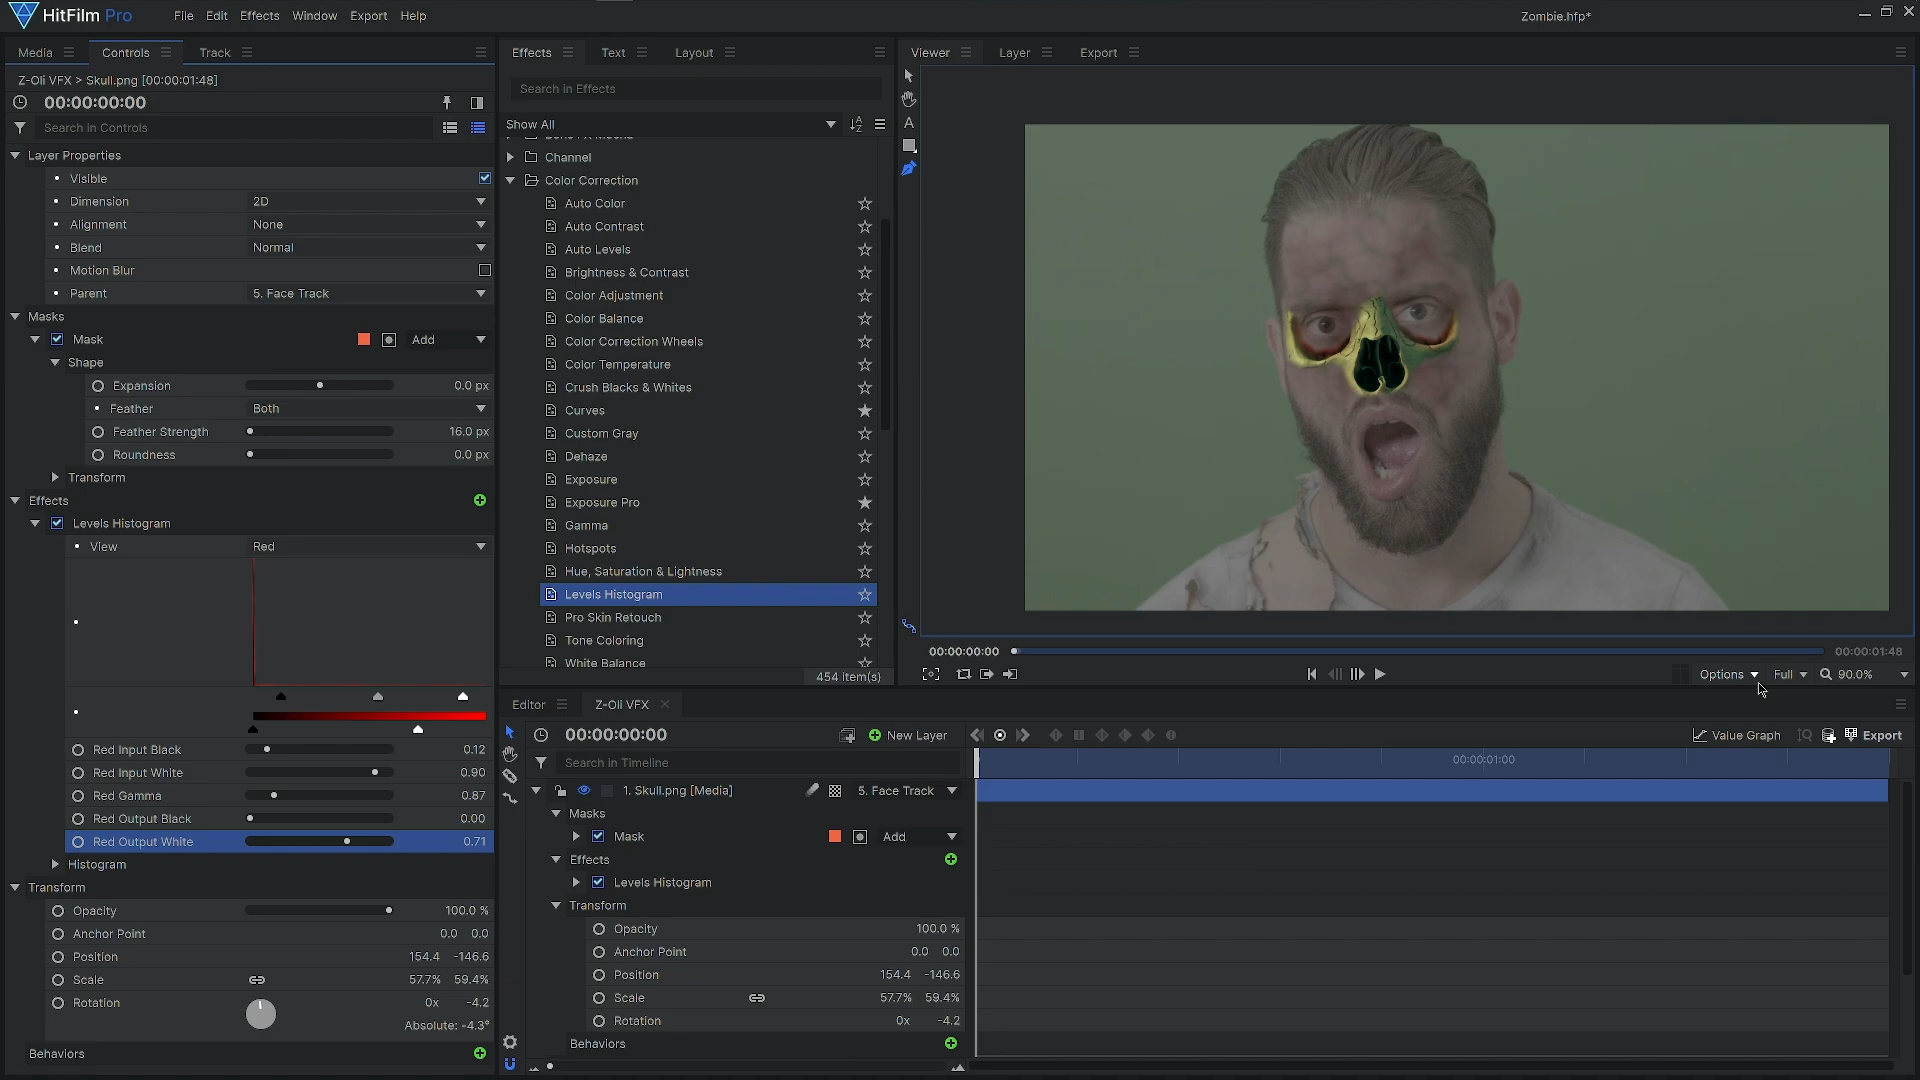 HitFilm Pro
File Edit Effects Window Export Help
Zombie.hfp*
Media Controls Track
Z-Oli VFX > Skull.png [00:00:01:48]
00:00:00:00
Search in Controls
Layer Properties
Visible
Dimension 2D
Alignment None
Blend Normal
Motion Blur
Parent 5. Face Track
Masks
Mask Add
Shape
Expansion 0.0 px
Feather Both
Feather Strength 16.0 px
Roundness 0.0 px
Transform
Effects
Levels Histogram
View Red
Red Input Black 0.12
Red Input White 0.90
Red Gamma 0.87
Red Output Black 0.00
Red Output White 0.71
Histogram
Transform
Opacity 100.0 %
Anchor Point 0.0 0.0
Position 154.4 -146.6
Scale 57.7% 59.4%
Rotation 0x -4.2
Absolute: -4.3°
Behaviors
Effects Text Layout
Search in Effects
Show All
Channel
Color Correction
Auto Color
Auto Contrast
Auto Levels
Brightness & Contrast
Color Adjustment
Color Balance
Color Correction Wheels
Color Temperature
Crush Blacks & Whites
Curves
Custom Gray
Dehaze
Exposure
Exposure Pro
Gamma
Hotspots
Hue, Saturation & Lightness
Levels Histogram
Pro Skin Retouch
Tone Coloring
White Balance
454 item(s)
Viewer Layer Export
A
00:00:00:00 00:00:01:48
Options Full 90.0%
Editor Z-Oli VFX
00:00:00:00 New Layer
Value Graph Export
Search in Timeline
00:00:01:00
1. Skull.png [Media] 5. Face Track
Masks
Mask Add
Effects
Levels Histogram
Transform
Opacity 100.0 %
Anchor Point 0.0 0.0
Position 154.4 -146.6
Scale 57.7% 59.4%
Rotation 0x -4.2
Behaviors